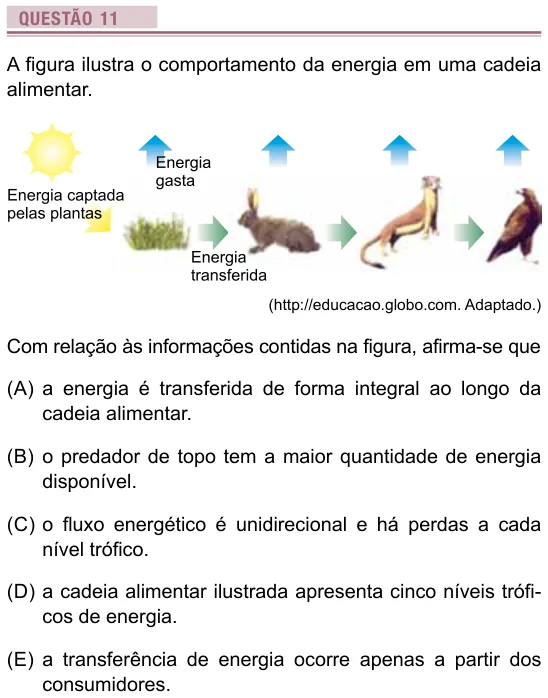 QUESTÃO 11
A figura ilustra o comportamento da energia em uma cadeia
alimentar.
Energia
gasta
Energia captada
pelas plantas
Energia
transferida
(http://educacao.globo.com. Adaptado.)
Com relação às informações contidas na figura, afirma-se que
(A) a energia é transferida de forma integral ao longo da
cadeia alimentar.
(B) o predador de topo tem a maior quantidade de energia
disponível.
(C) o fluxo energético é unidirecional e há perdas a cada
nível trófico.
(D) a cadeia alimentar ilustrada apresenta cinco níveis trófi-
cos de energia.
(E) a transferência de energia ocorre apenas a partir dos
consumidores.